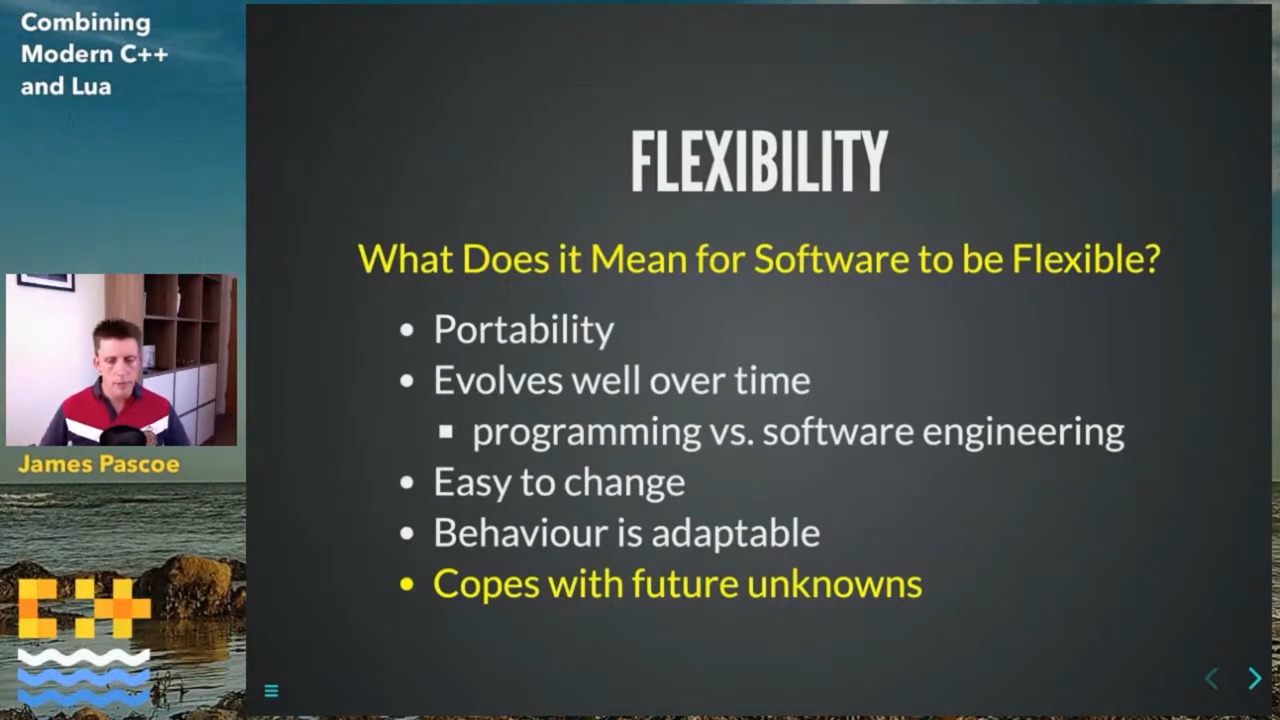 Combining
Modern C++
and Lua
FLEXIBILITY
What Does it Mean for Software to be Flexible?
• Portability
• Evolves well over time
▪ programming vs. software engineering
• Easy to change
• Behaviour is adaptable
• Copes with future unknowns
James Pascoe
C++